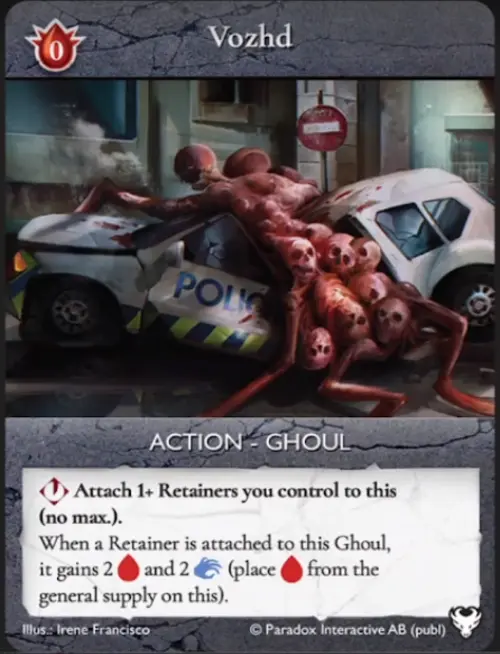 0
Vozhd
POLIC
ACTION - GHOUL
Attach 1+ Retainers you control to this
(no max.).
When a Retainer is attached to this Ghoul,
it gains 2 and 2 (place from the
general supply on this).
Illus.: Irene Francisco © Paradox Interactive AB (publ)